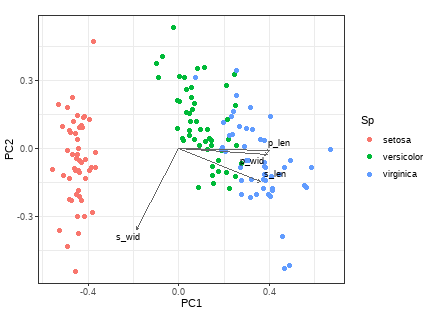 PC2
0.3
0.0
-0.3
-0.4
0.0
0.4
PC1
p_len
p_wid
s_len
s_wid
Sp
setosa
versicolor
virginica